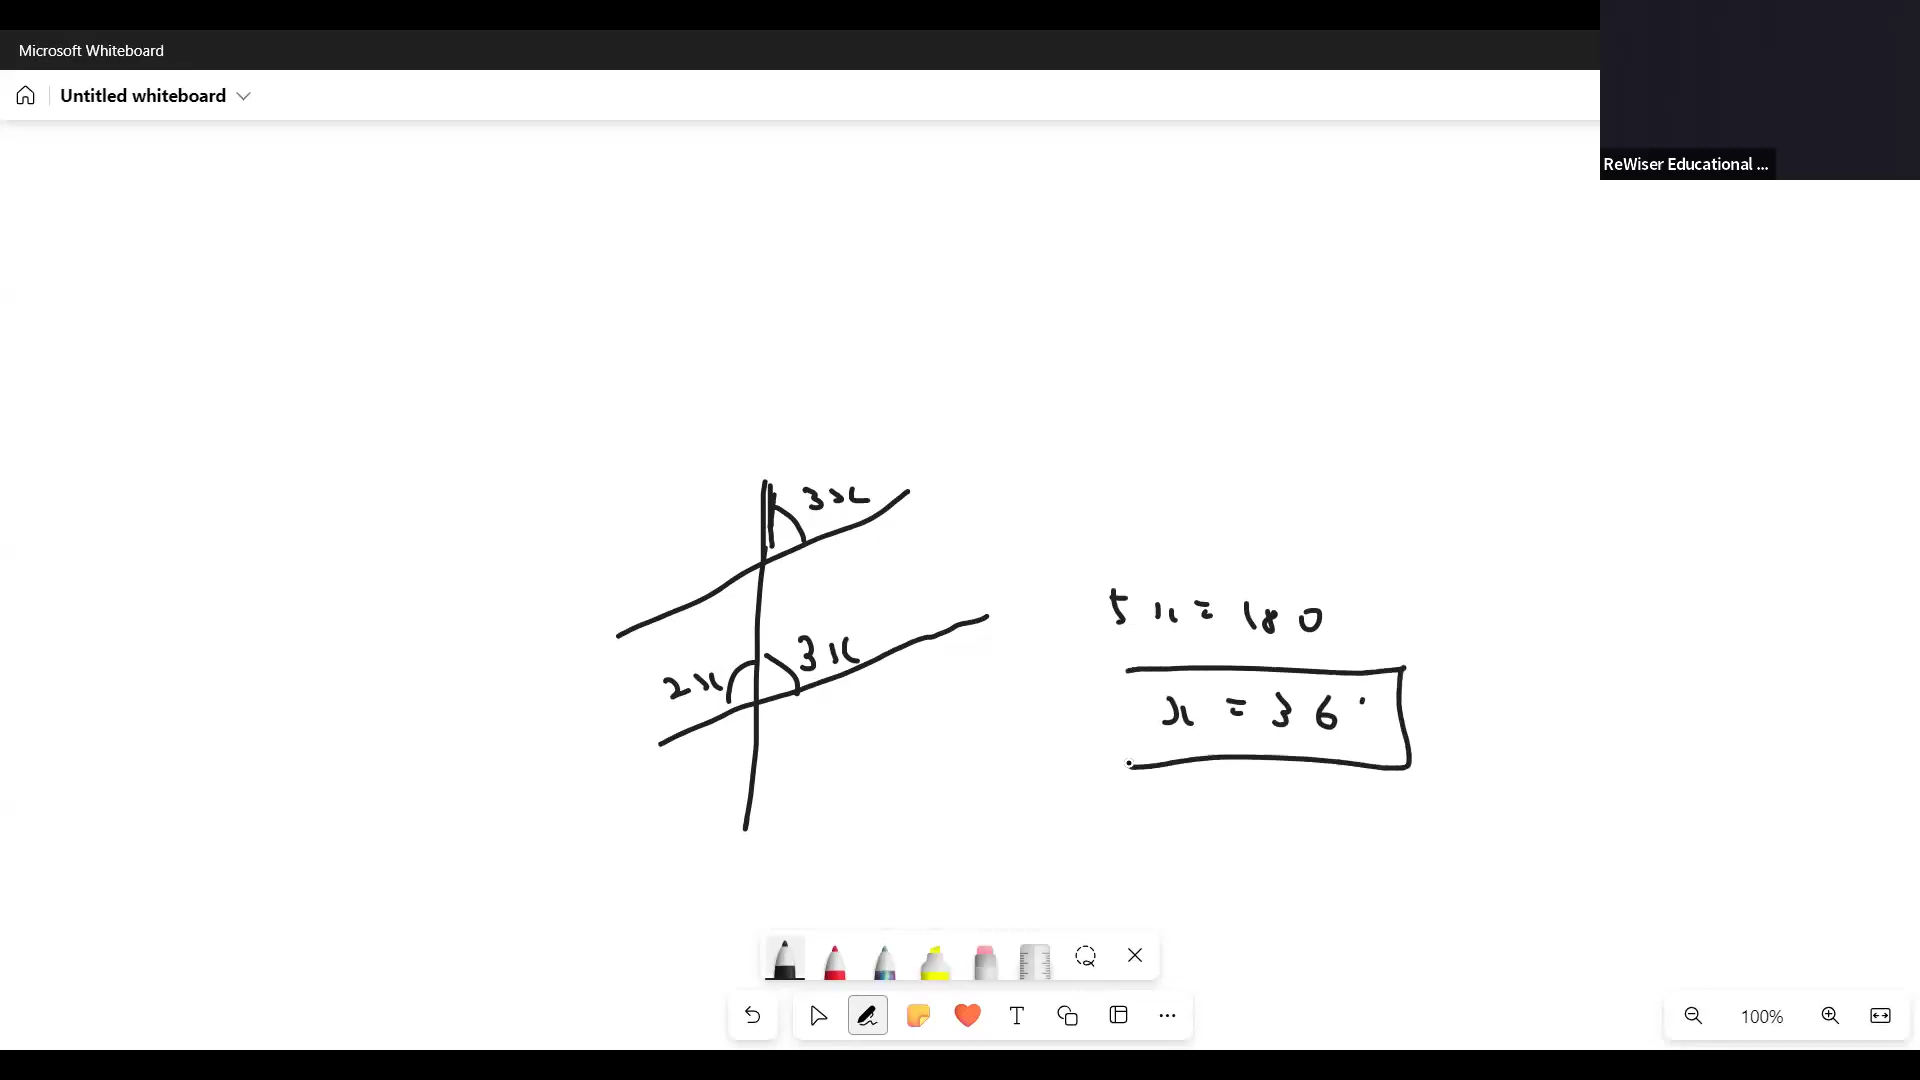 Microsoft Whiteboard
Untitled whiteboard
ReWiser Educational ...
3x
3x
2x
5x = 180
x = 36°
T
100%